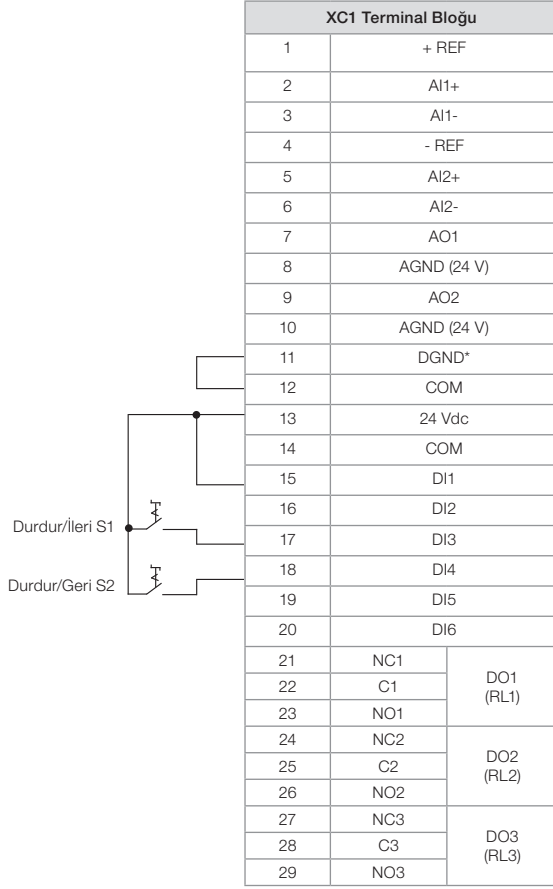 XC1 Terminal Bloğu
1 + REF
2 AI1+
3 AI1-
4 - REF
5 AI2+
6 AI2-
7 AO1
8 AGND (24 V)
9 AO2
10 AGND (24 V)
11 DGND*
12 COM
13 24 Vdc
14 COM
15 DI1
16 DI2
Durdur/İleri S1
17 DI3
18 DI4
Durdur/Geri S2
19 DI5
20 DI6
21 NC1
22 C1
23 NO1
DO1
(RL1)
24 NC2
25 C2
26 NO2
DO2
(RL2)
27 NC3
28 C3
29 NO3
DO3
(RL3)